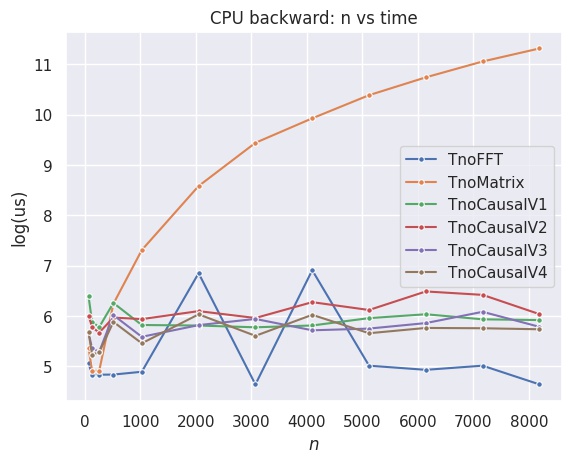 CPU backward: n vs time
log(us)
11
10
9
8
7
6
5
TnoFFT
TnoMatrix
TnoCausalV1
TnoCausalV2
TnoCausalV3
TnoCausalV4
0 1000 2000 3000 4000 5000 6000 7000 8000
n